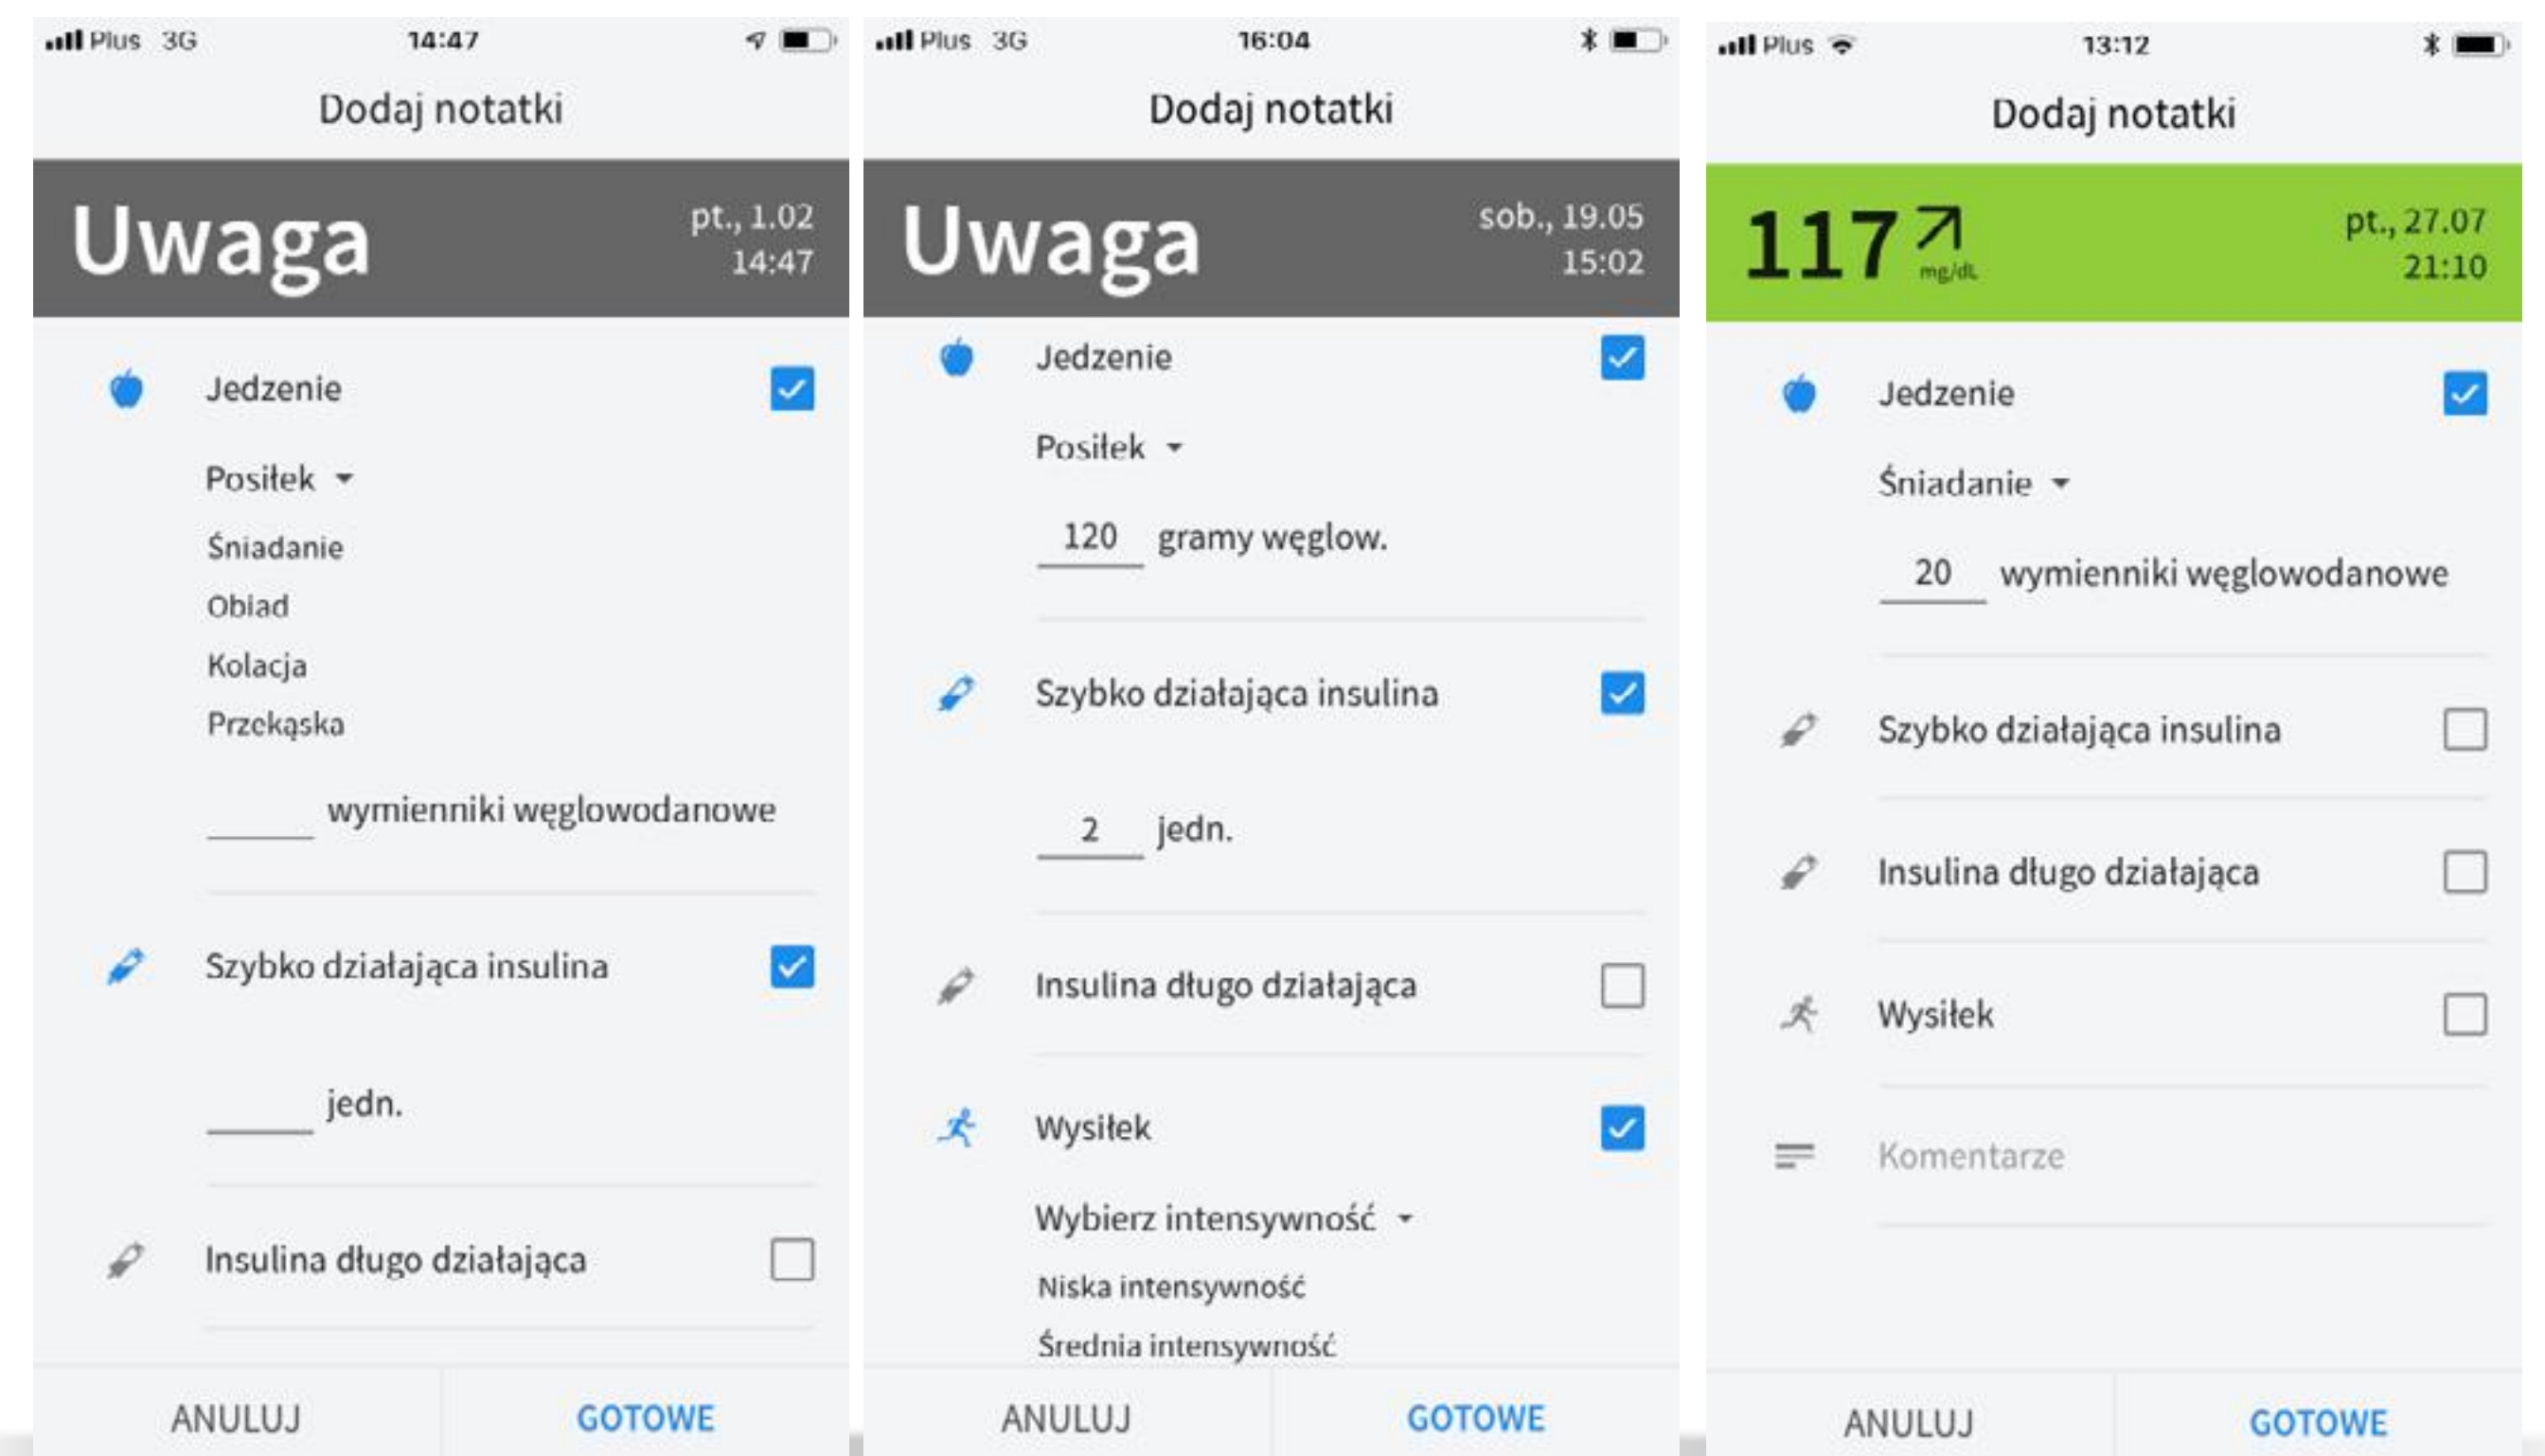 Plus 3G 14:47
Dodaj notatki
Uwaga
pt., 1.02
14:47
Jedzenie
Posiłek
Śniadanie
Obiad
Kolacja
Przekąska
wymienniki węglowodanowe
Szybko działająca insulina
jedn.
Insulina długo działająca
ANULUJ GOTOWE
Plus 3G 16:04
Dodaj notatki
Uwaga
sob., 19.05
15:02
Jedzenie
Posiłek
120 gramy węglow.
Szybko działająca insulina
2 jedn.
Insulina długo działająca
Wysiłek
Wybierz intensywność
Niska intensywność
Średnia intensywność
ANULUJ GOTOWE
Plus 13:12
Dodaj notatki
117 mg/dL
pt., 27.07
21:10
Jedzenie
Śniadanie
20 wymienniki węglowodanowe
Szybko działająca insulina
Insulina długo działająca
Wysiłek
Komentarze
ANULUJ GOTOWE